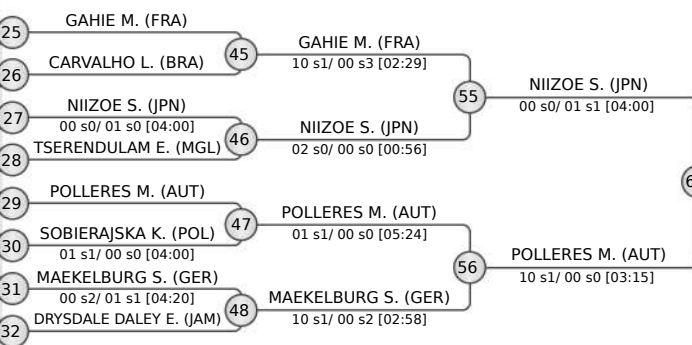 25
GAHIE M. (FRA)
26
CARVALHO L. (BRA)
45
GAHIE M. (FRA)
10 s1/ 00 s3 [02:29]
27
NIIZOE S. (JPN)
00 s0/ 01 s0 [04:00]
28
TSERENDULAM E. (MGL)
46
NIIZOE S. (JPN)
02 s0/ 00 s0 [00:56]
55
NIIZOE S. (JPN)
00 s0/ 01 s1 [04:00]
29
POLLERES M. (AUT)
30
SOBIERAJSKA K. (POL)
01 s1/ 00 s0 [04:00]
47
POLLERES M. (AUT)
01 s1/ 00 s0 [05:24]
31
MAEKELBURG S. (GER)
00 s2/ 01 s1 [04:20]
32
DRYSDALE DALEY E. (JAM)
48
MAEKELBURG S. (GER)
10 s1/ 00 s2 [02:58]
56
POLLERES M. (AUT)
10 s1/ 00 s0 [03:15]